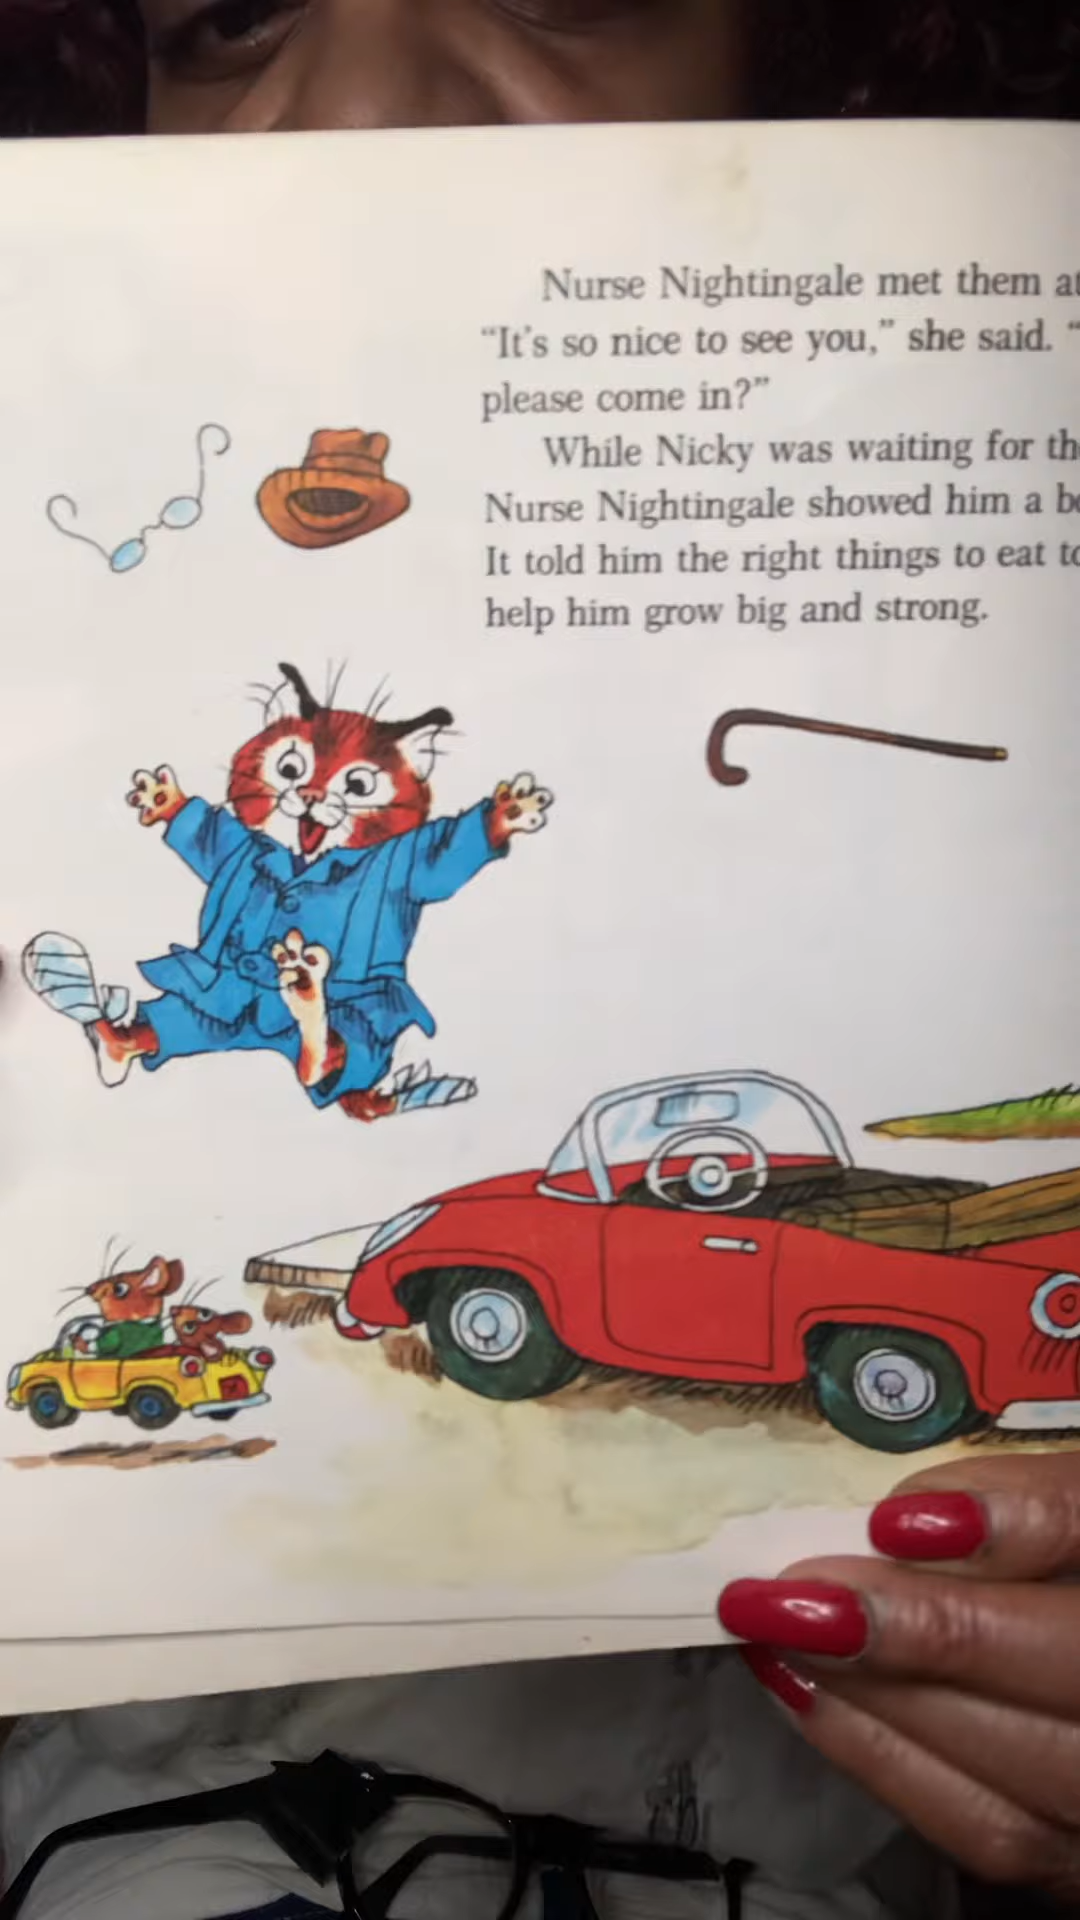 Nurse Nightingale met them at
“It's so nice to see you,” she said. “
please come in?”
While Nicky was waiting for
Nurse Nightingale showed him a
It told him the right things to eat
help him grow big and strong.